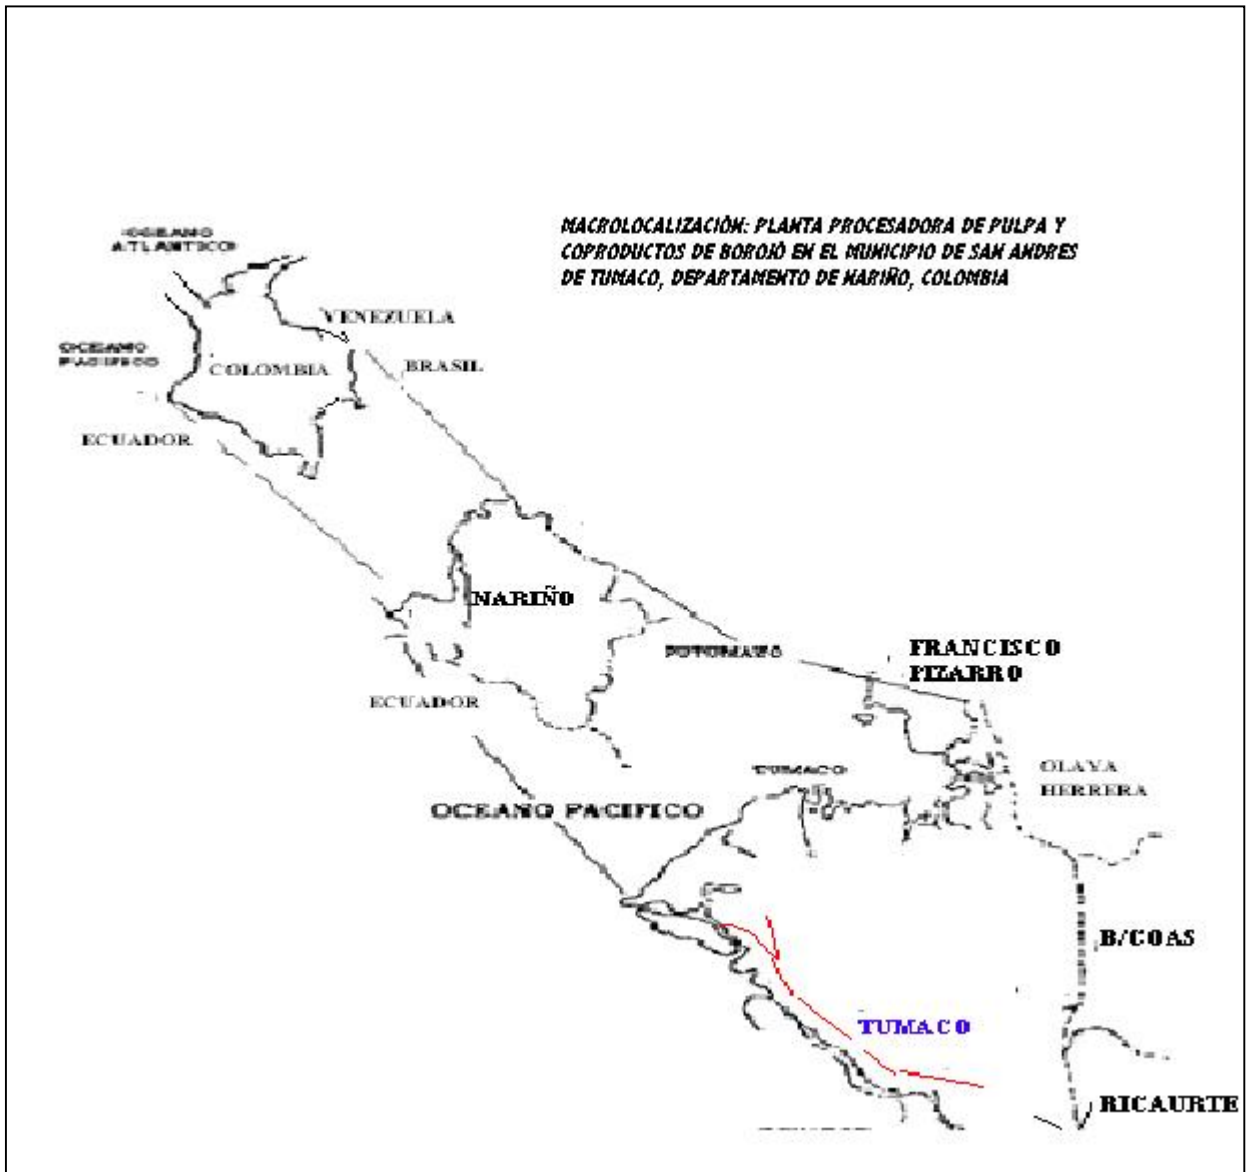 MACROLOCALIZACIÓN: PLANTA PROCESADORA DE PULPA Y
COPRODUCTOS DE BOROJÓ EN EL MUNICIPIO DE SAN ANDRES
DE TUMACO, DEPARTAMENTO DE NARIÑO, COLOMBIA
OCEANO
ATLANTICO
VENEZUELA
OCEANO
PACIFICO
COLOMBIA
BRASIL
ECUADOR
NARIÑO
PUTUMAYO
FRANCISCO
PIZARRO
ECUADOR
TUMACO
OLAYA
HERRERA
OCEANO PACIFICO
B/COAS
TUMACO
RICAURTE